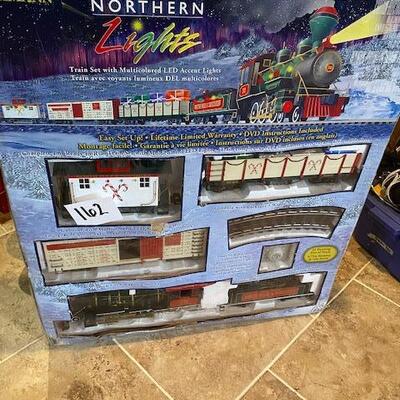 NORTHERN
Lights
Train Set with Multicolored LED Accent Lights
Train avec voyants lumineux DEL multicolores
Easy Set Up! • Lifetime Limited Warranty • DVD Instructions Included
Montage facile! • Garantie à vie limitée • Instructions sur DVD incluses (en anglais)
162